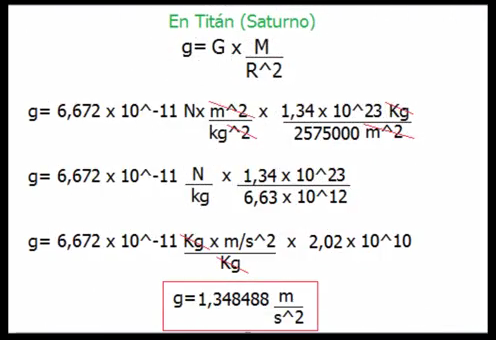 En Titán (Saturno)
g= G x M
R^2
g= 6,672 x 10^-11 Nx m^2 x 1,34 x 10^23 Kg
kg^2 2575000 m^2
g= 6,672 x 10^-11 N x 1,34 x 10^23
kg 6,63 x 10^12
g= 6,672 x 10^-11 Kg x m/s^2 x 2,02 x 10^10
Kg
g=1,348488 m
s^2